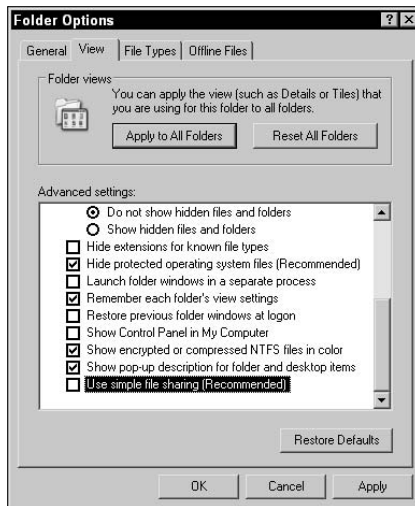 Folder Options
General View File Types Offline Files
Folder views
You can apply the view (such as Details or Tiles) that
you are using for this folder to all folders.
Apply to All Folders Reset All Folders
Advanced settings:
Do not show hidden files and folders
Show hidden files and folders
Hide extensions for known file types
Hide protected operating system files (Recommended)
Launch folder windows in a separate process
Remember each folder's view settings
Restore previous folder windows at logon
Show Control Panel in My Computer
Show encrypted or compressed NTFS files in color
Show pop-up description for folder and desktop items
Use simple file sharing (Recommended)
Restore Defaults
OK Cancel Apply